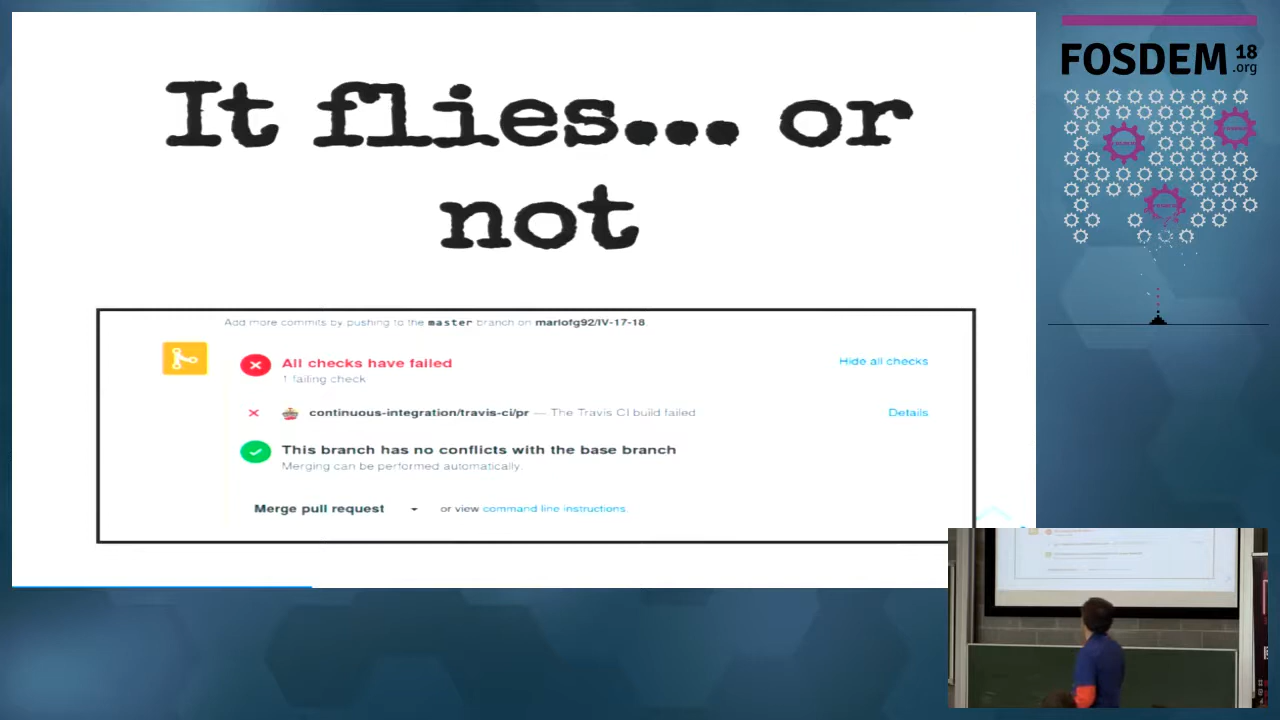 It flies... or
not
Add more commits by pushing to the master branch on mariofg92/IV-17-18
All checks have failed
Hide all checks
1 failing check
continuous-integration/travis-ci/pr — The Travis CI build failed
Details
This branch has no conflicts with the base branch
Merging can be performed automatically.
Merge pull request
or view command line instructions.
FOSDEM 18
.org